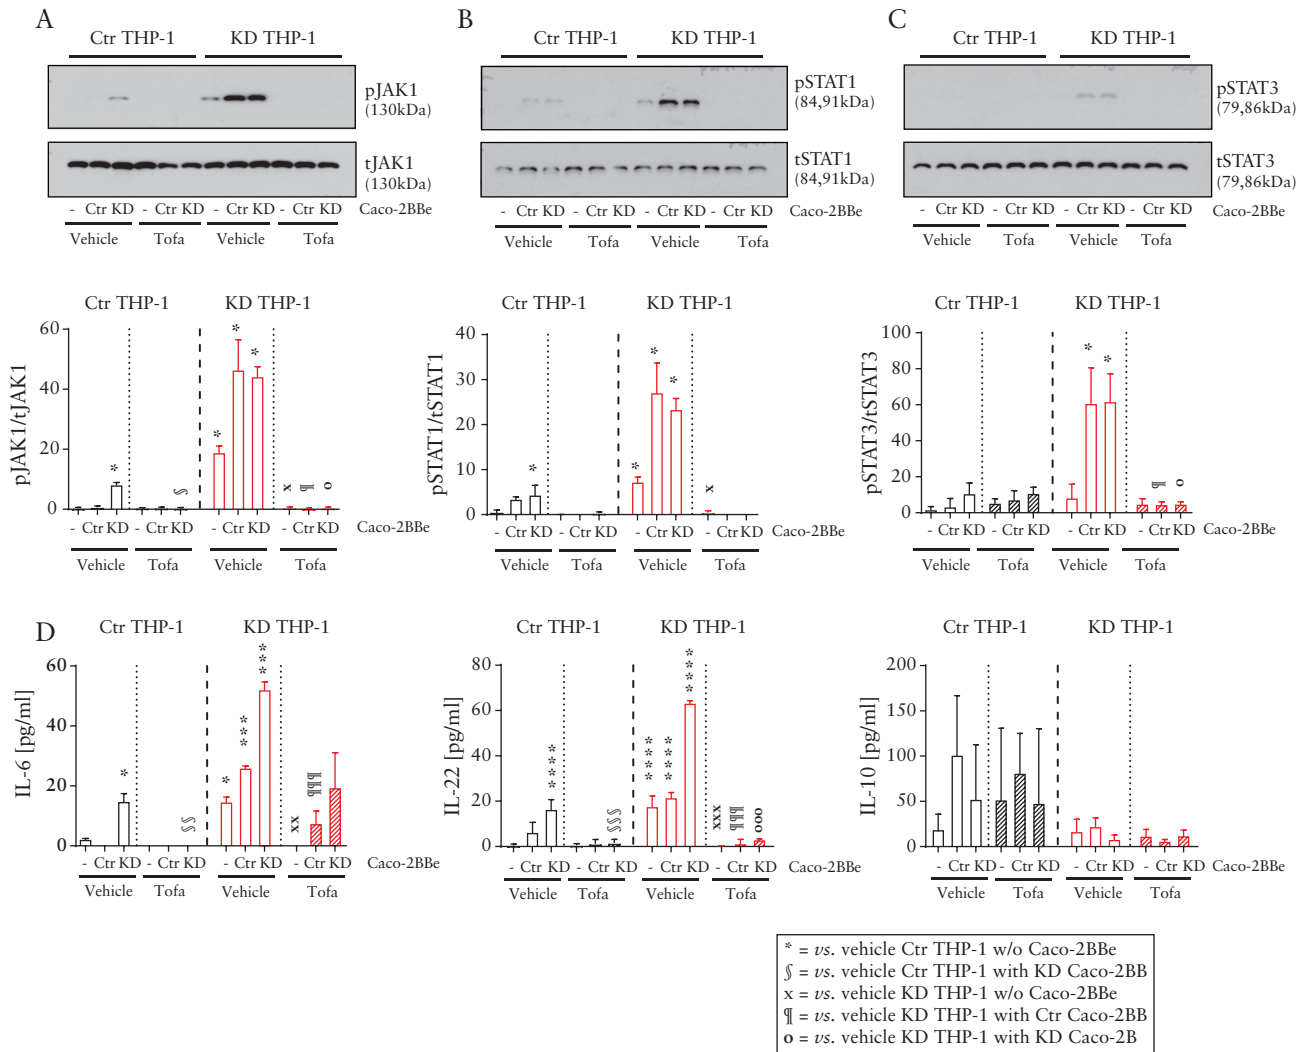 A
B
C
Ctr THP-1 KD THP-1
Ctr THP-1 KD THP-1
Ctr THP-1 KD THP-1
pJAK1
(130kDa)
pSTAT1
(84,91kDa)
pSTAT3
(79,86kDa)
tJAK1
(130kDa)
tSTAT1
(84,91kDa)
tSTAT3
(79,86kDa)
- Ctr KD - Ctr KD - Ctr KD - Ctr KD Caco-2BBe
Vehicle Tofa Vehicle Tofa
- Ctr KD - Ctr KD - Ctr KD - Ctr KD Caco-2BBe
Vehicle Tofa Vehicle Tofa
- Ctr KD - Ctr KD - Ctr KD - Ctr KD Caco-2BBe
Vehicle Tofa Vehicle Tofa
Ctr THP-1 KD THP-1
pJAK1/tJAK1
60
40
20
0
* § * * * x ¶ o
- Ctr KD - Ctr KD - Ctr KD - Ctr KD Caco-2BBe
Vehicle Tofa Vehicle Tofa
Ctr THP-1 KD THP-1
pSTAT1/tSTAT1
40
30
20
10
0
* * * * x
- Ctr KD - Ctr KD - Ctr KD - Ctr KD Caco-2BBe
Vehicle Tofa Vehicle Tofa
Ctr THP-1 KD THP-1
pSTAT3/tSTAT3
100
80
60
40
20
0
* * ¶ o
- Ctr KD - Ctr KD - Ctr KD - Ctr KD Caco-2BBe
Vehicle Tofa Vehicle Tofa
D
Ctr THP-1 KD THP-1
IL-6 [pg/ml]
60
40
20
0
* §§ * *** *** xx ¶¶¶
- Ctr KD - Ctr KD - Ctr KD - Ctr KD Caco-2BBe
Vehicle Tofa Vehicle Tofa
Ctr THP-1 KD THP-1
IL-22 [pg/ml]
80
60
40
20
0
**** §§§ **** **** **** xxx ¶¶¶ ooo
- Ctr KD - Ctr KD - Ctr KD - Ctr KD Caco-2BBe
Vehicle Tofa Vehicle Tofa
Ctr THP-1 KD THP-1
IL-10 [pg/ml]
200
150
100
50
0
- Ctr KD - Ctr KD - Ctr KD - Ctr KD Caco-2BBe
Vehicle Tofa Vehicle Tofa
* = vs. vehicle Ctr THP-1 w/o Caco-2BBe
§ = vs. vehicle Ctr THP-1 with KD Caco-2BB
x = vs. vehicle KD THP-1 w/o Caco-2BBe
¶ = vs. vehicle KD THP-1 with Ctr Caco-2BB
o = vs. vehicle KD THP-1 with KD Caco-2B